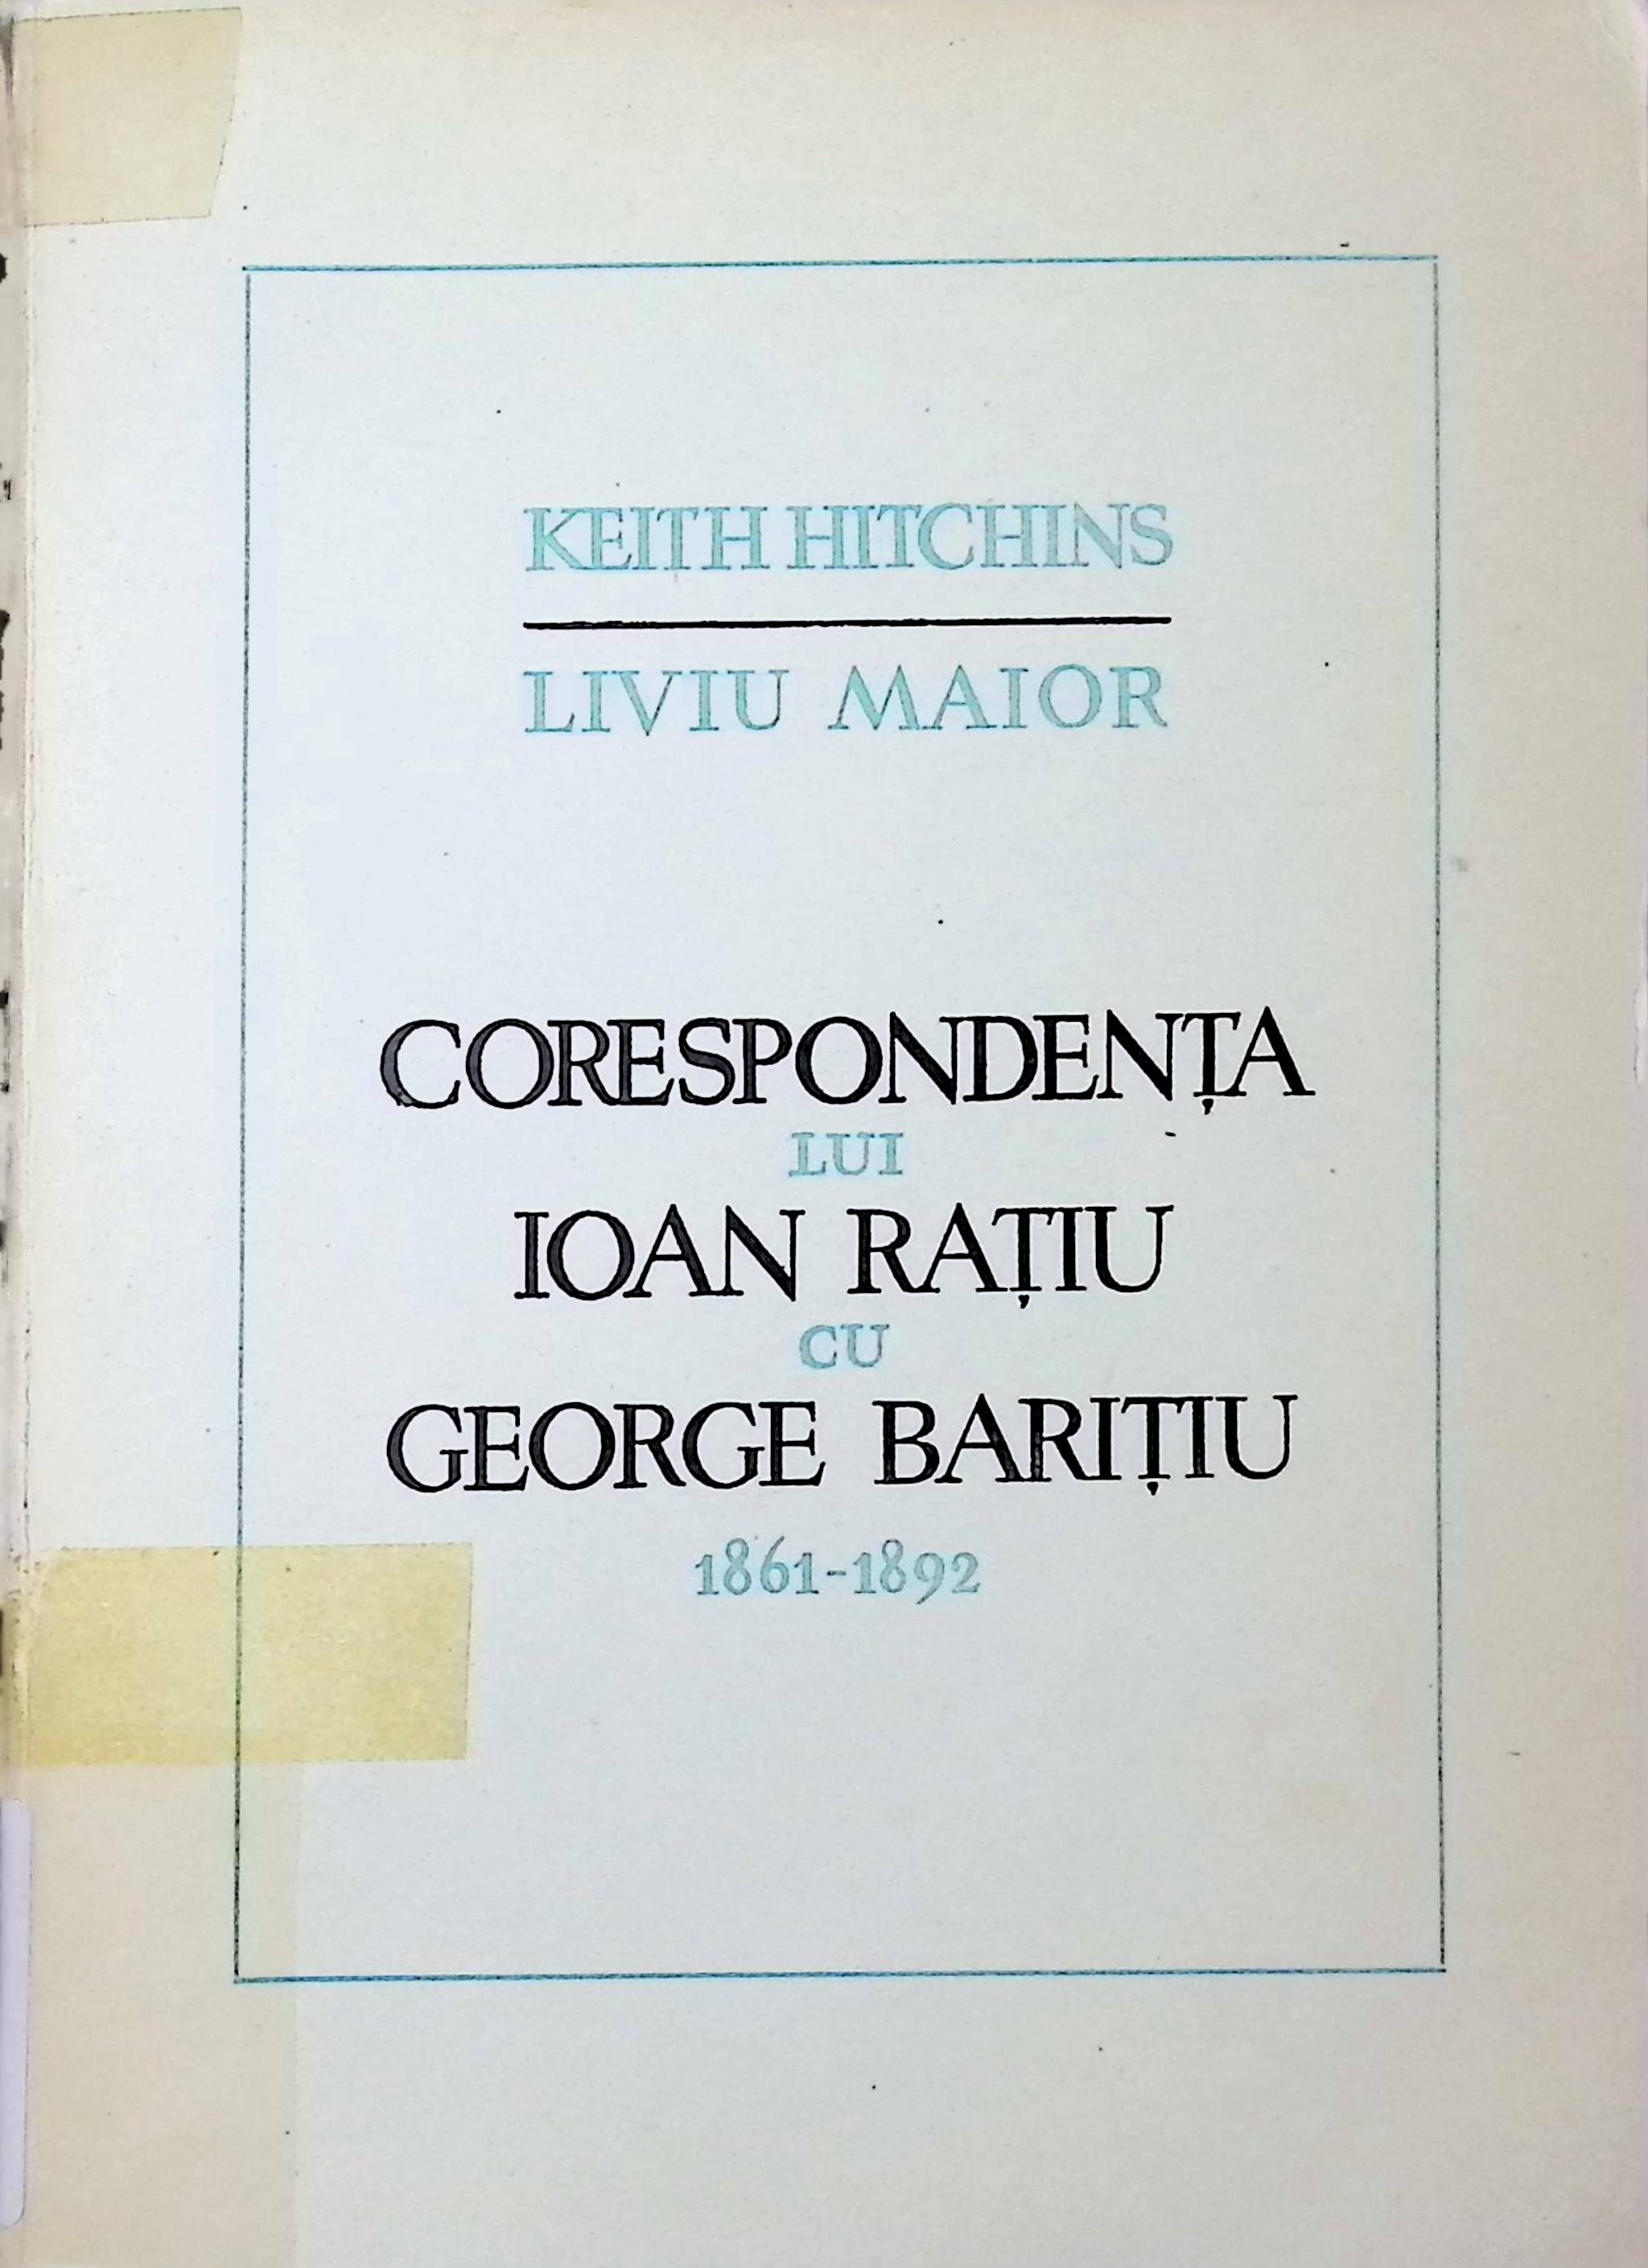 KEITH HITCHINS
LIVIU MAIOR
CORESPONDENȚA
LUI
IOAN RAȚIU
CU
GEORGE BARIȚIU
1861-1892